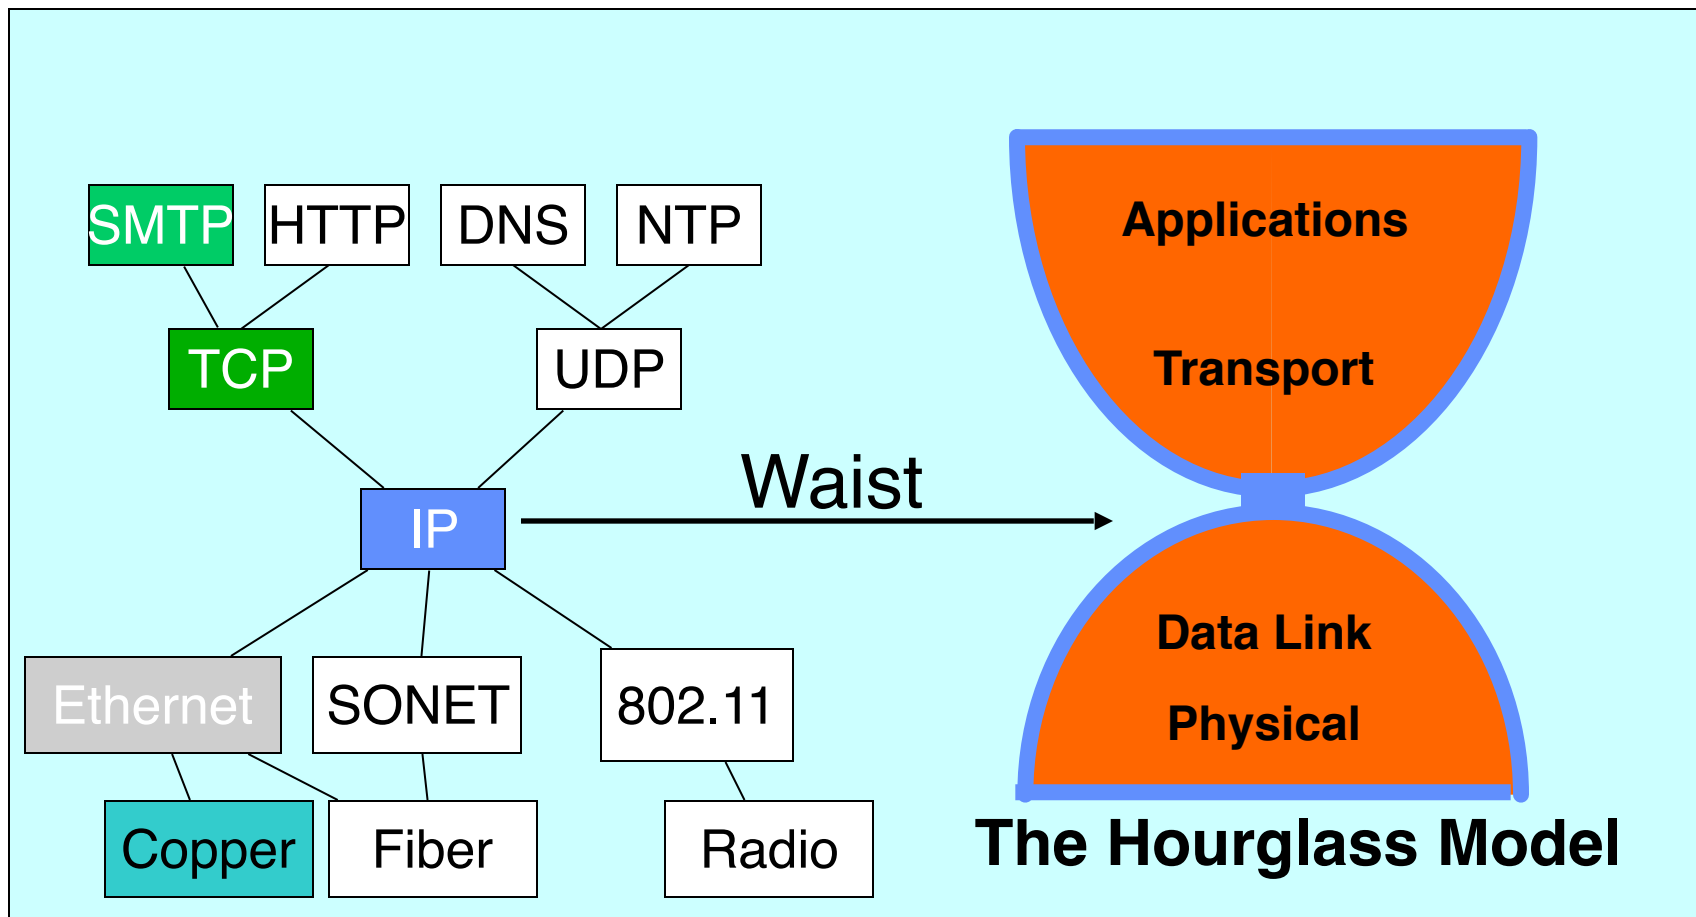 SMTP HTTP DNS NTP
TCP UDP
IP
Waist
Ethernet SONET 802.11
Copper Fiber Radio
Applications
Transport
Data Link
Physical
The Hourglass Model